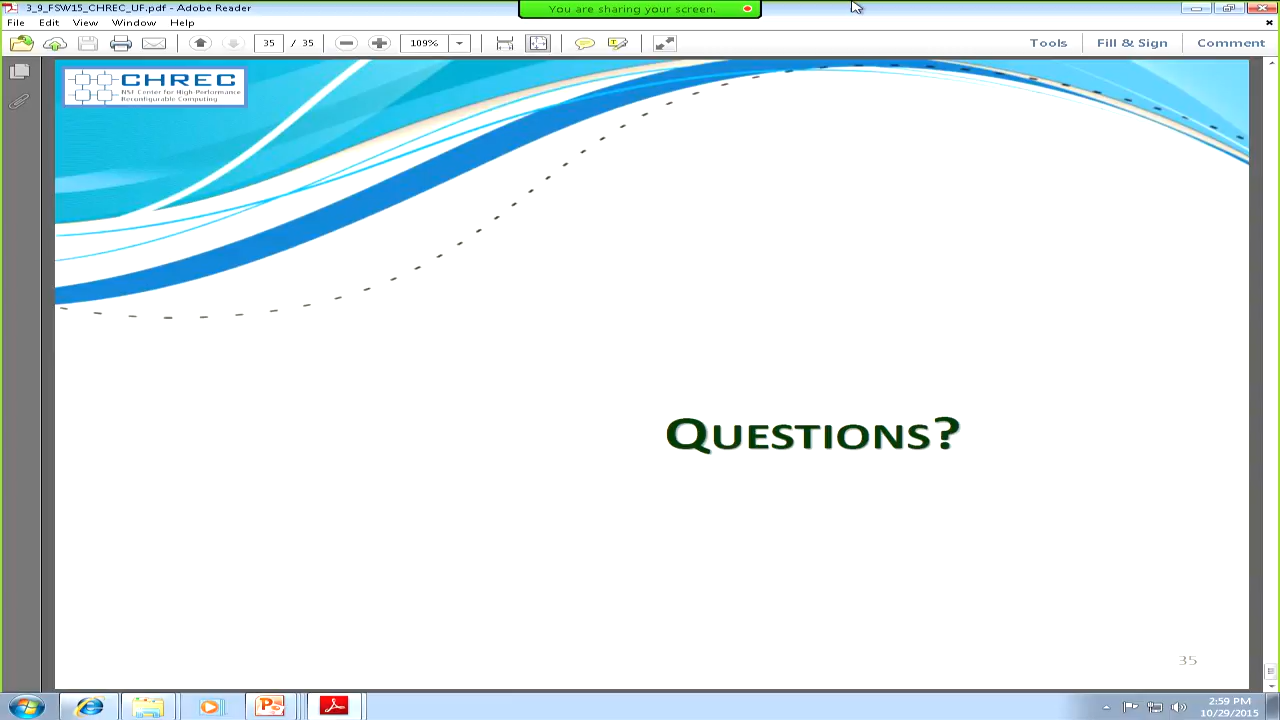 3_9_FSW15_CHREC_UF.pdf - Adobe Reader
You are sharing your screen.
File Edit View Window Help
35 / 35 109% Tools Fill & Sign Comment
CHREC
NSF Center for High Performance
Reconfigurable Computing
QUESTIONS?
35
2:59 PM
10/29/2015